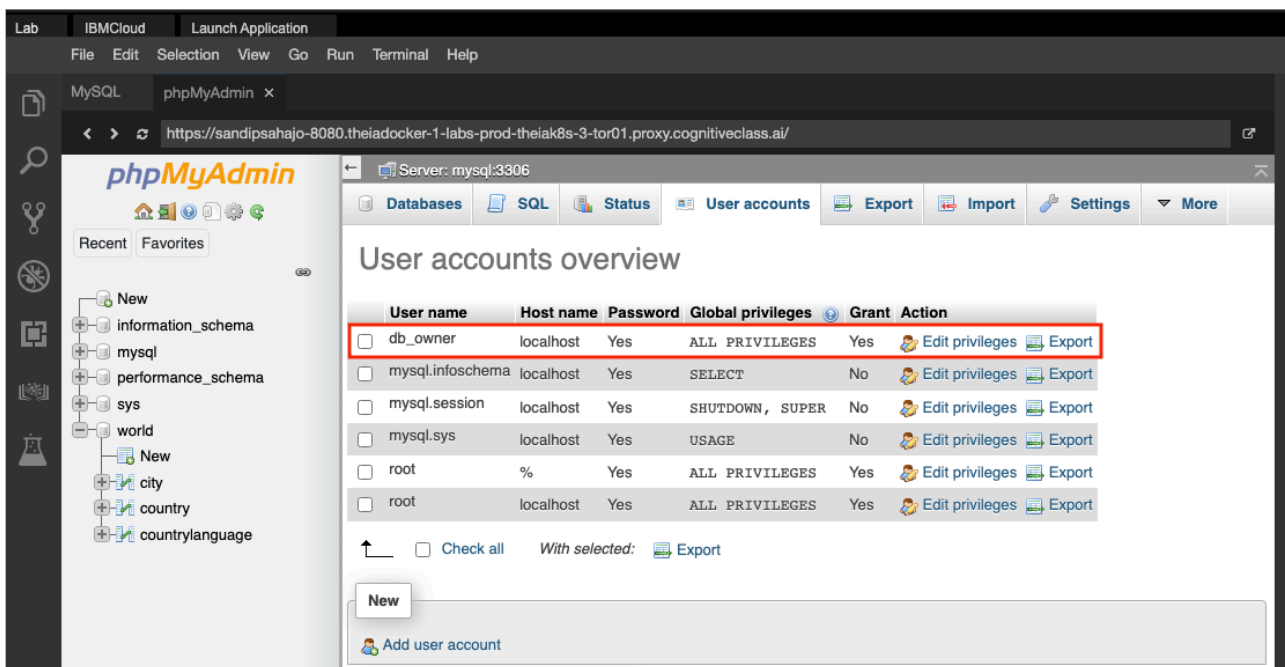 Lab IBMCloud Launch Application
File Edit Selection View Go Run Terminal Help
MySQL phpMyAdmin ×
https://sandipsahajo-8080.theiadocker-1-labs-prod-theiak8s-3-tor01.proxy.cognitiveclass.ai/
phpMyAdmin
Recent Favorites
New
information_schema
mysql
performance_schema
sys
world
New
city
country
countrylanguage
Server: mysql:3306
Databases SQL Status User accounts Export Import Settings More
User accounts overview
User name Host name Password Global privileges Grant Action
db_owner localhost Yes ALL PRIVILEGES Yes Edit privileges Export
mysql.infoschema localhost Yes SELECT No Edit privileges Export
mysql.session localhost Yes SHUTDOWN, SUPER No Edit privileges Export
mysql.sys localhost Yes USAGE No Edit privileges Export
root % Yes ALL PRIVILEGES Yes Edit privileges Export
root localhost Yes ALL PRIVILEGES Yes Edit privileges Export
Check all With selected: Export
New
Add user account